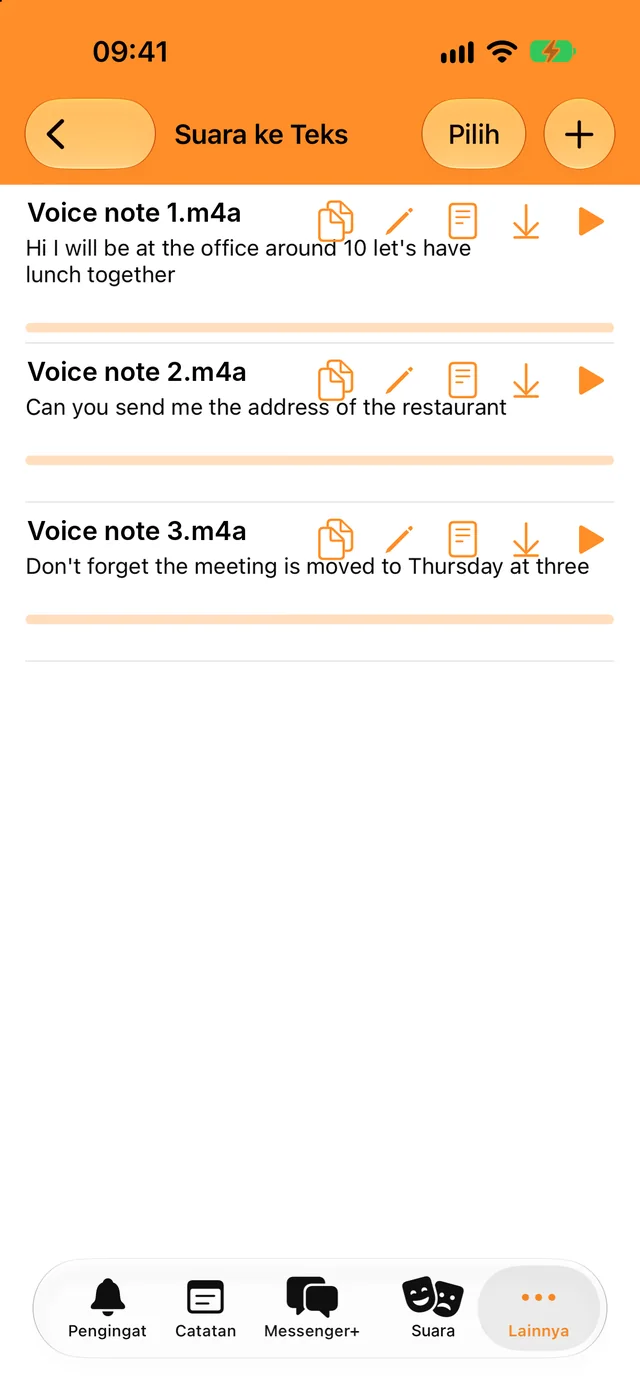 09:41
Suara ke Teks
Pilih
Voice note 1.m4a
Hi I will be at the office around 10 let's have
lunch together
Voice note 2.m4a
Can you send me the address of the restaurant
Voice note 3.m4a
Don't forget the meeting is moved to Thursday at three
Pengingat
Catatan
Messenger+
Suara
Lainnya